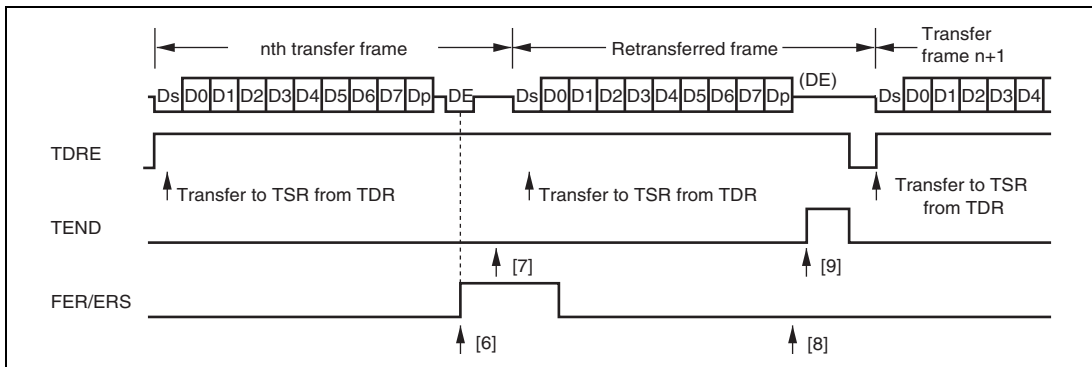 nth transfer frame
Retransferred frame
Transfer
frame n+1
Ds D0 D1 D2 D3 D4 D5 D6 D7 Dp DE
Ds D0 D1 D2 D3 D4 D5 D6 D7 Dp
(DE)
Ds D0 D1 D2 D3 D4
TDRE
Transfer to TSR from TDR
Transfer to TSR from TDR
Transfer to TSR
from TDR
TEND
[7]
[9]
FER/ERS
[6]
[8]